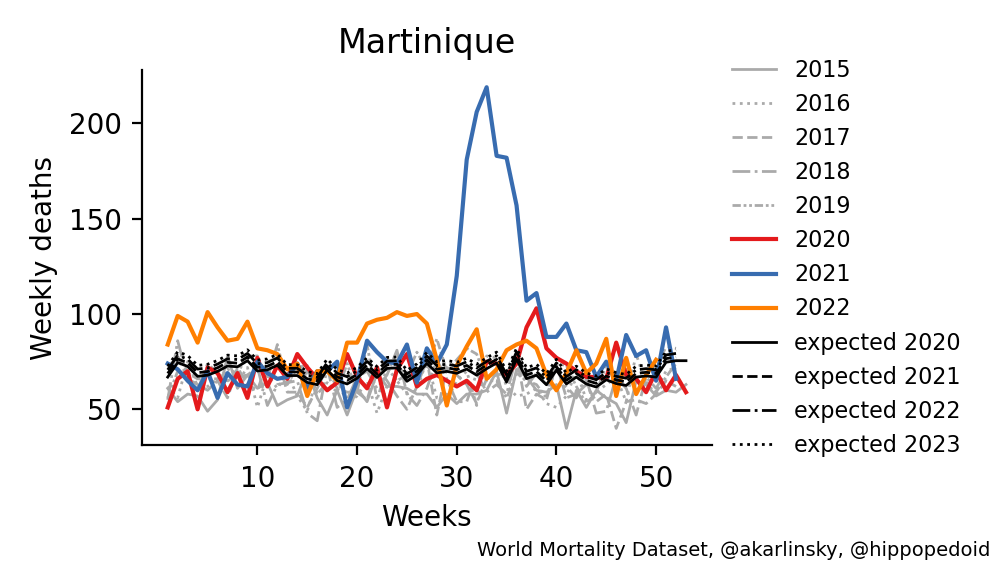 Martinique
Weekly deaths
200
150
100
50
10 20 30 40 50
Weeks
2015
2016
2017
2018
2019
2020
2021
2022
expected 2020
expected 2021
expected 2022
expected 2023
World Mortality Dataset, @akarlinsky, @hippopedoid